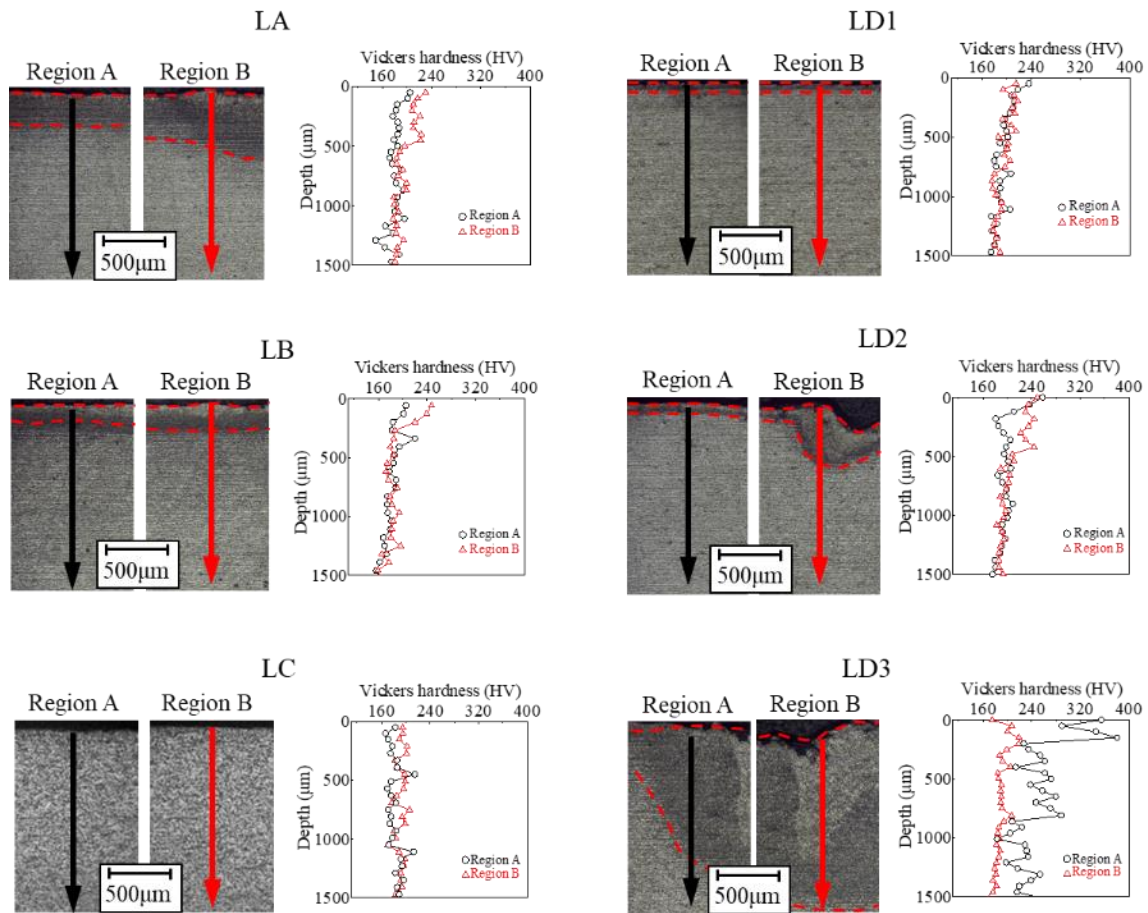 LA
Region A Region B
500μm
Vickers hardness (HV)
160 240 320 400
0
500
1000
1500
Depth (μm)
Region A
Region B
LD1
Region A Region B
500μm
Vickers hardness (HV)
160 240 320 400
0
500
1000
1500
Depth (μm)
Region A
Region B
LB
Region A Region B
500μm
Vickers hardness (HV)
160 240 320 400
0
500
1000
1500
Depth (μm)
Region A
Region B
LD2
Region A Region B
500μm
Vickers hardness (HV)
160 240 320 400
0
500
1000
1500
Depth (μm)
Region A
Region B
LC
Region A Region B
500μm
Vickers hardness (HV)
160 240 320 400
0
500
1000
1500
Depth (μm)
Region A
Region B
LD3
Region A Region B
500μm
Vickers hardness (HV)
160 240 320 400
0
500
1000
1500
Depth (μm)
Region A
Region B